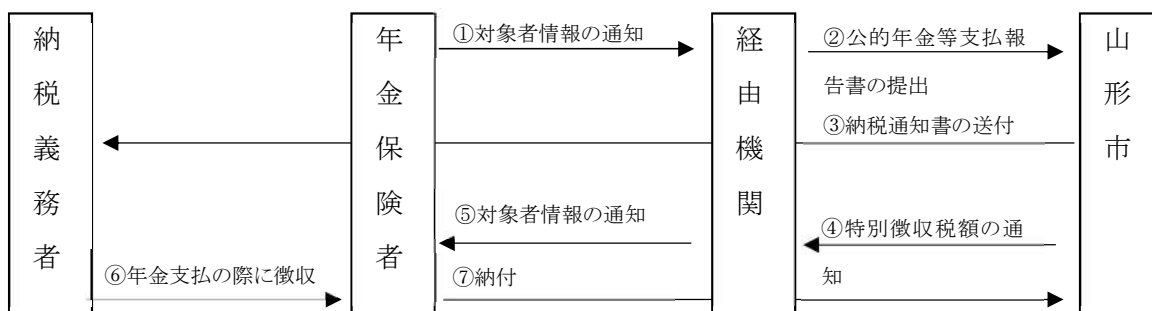 納税義務者
年金保険者
経由機関
山形市
①対象者情報の通知
②公的年金等支払報
告書の提出
③納税通知書の送付
④特別徴収税額の通
知
⑤対象者情報の通知
⑥年金支払の際に徴収
⑦納付